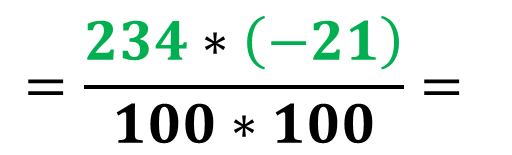 234 * (−21)
= ――― =
100 * 100